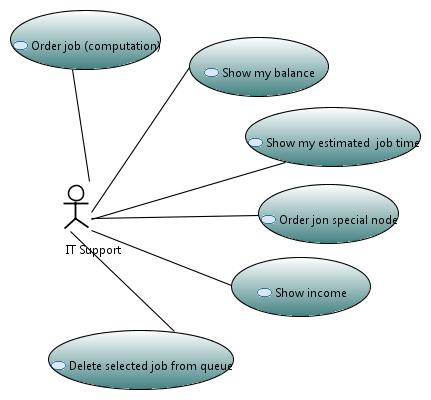 Order job (computation)
Show my balance
Show my estimated  job time
Order jon special node
IT Support
Show income
Delete selected job from queue